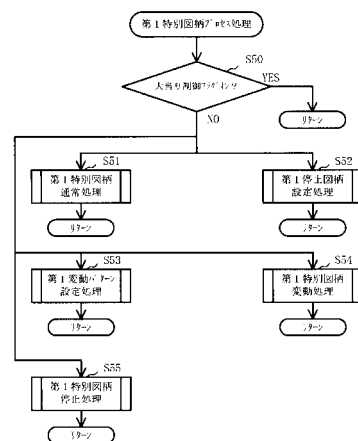 第1特別図柄ﾌﾟﾛｾｽ処理
S50
大当り制御ﾌﾗｸﾞｵﾝ?
YES
ﾘﾀｰﾝ
NO
S51
第1特別図柄
通常処理
ﾘﾀｰﾝ
S52
第1停止図柄
設定処理
ﾘﾀｰﾝ
S53
第1変動ﾊﾟﾀｰﾝ
設定処理
ﾘﾀｰﾝ
S54
第1特別図柄
変動処理
ﾘﾀｰﾝ
S55
第1特別図柄
停止処理
ﾘﾀｰﾝ